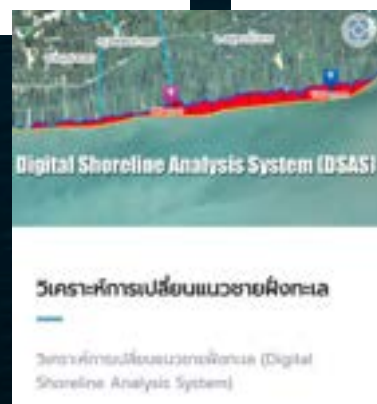 Digital Shoreline Analysis System (DSAS)
วิเคราะห์การเปลี่ยนแนวชายฝั่งทะเล
วิเคราะห์การเปลี่ยนแนวชายฝั่งทะเล (Digital
Shoreline Analysis System)